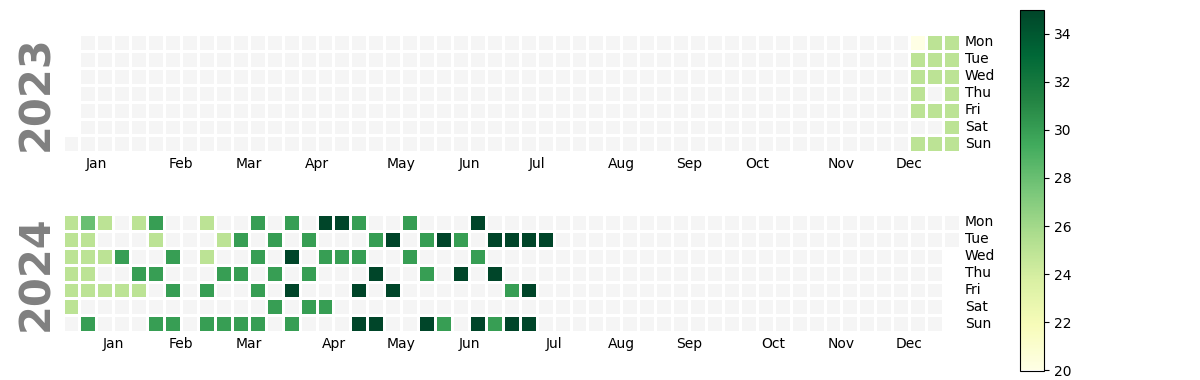 2023
Mon
Tue
Wed
Thu
Fri
Sat
Sun
Jan Feb Mar Apr May Jun Jul Aug Sep Oct Nov Dec
2024
Mon
Tue
Wed
Thu
Fri
Sat
Sun
Jan Feb Mar Apr May Jun Jul Aug Sep Oct Nov Dec
34
32
30
28
26
24
22
20